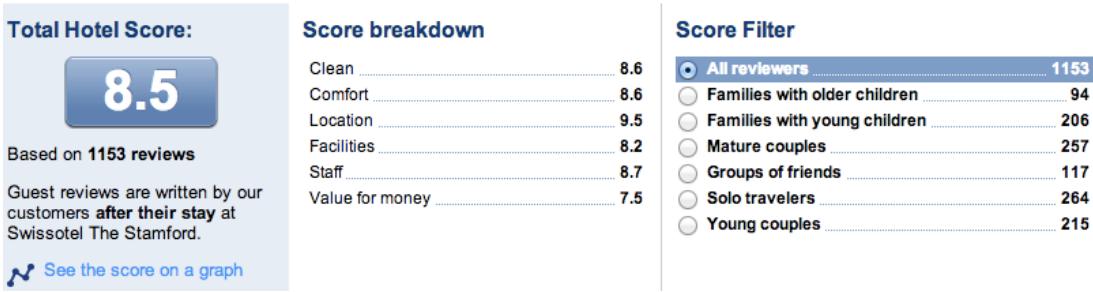 Total Hotel Score:
8.5
Based on 1153 reviews
Guest reviews are written by our
customers after their stay at
Swissotel The Stamford.
See the score on a graph
Score breakdown
Clean 8.6
Comfort 8.6
Location 9.5
Facilities 8.2
Staff 8.7
Value for money 7.5
Score Filter
All reviewers 1153
Families with older children 94
Families with young children 206
Mature couples 257
Groups of friends 117
Solo travelers 264
Young couples 215